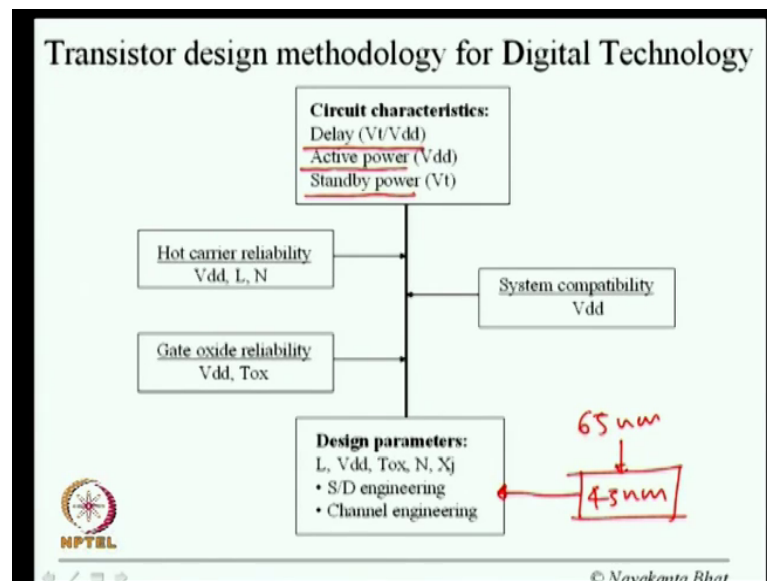 Transistor design methodology for Digital Technology
Circuit characteristics:
Delay (Vt/Vdd)
Active power (Vdd)
Standby power (Vt)
Hot carrier reliability
Vdd, L, N
System compatibility
Vdd
Gate oxide reliability
Vdd, Tox
Design parameters:
L, Vdd, Tox, N, Xj
• S/D engineering
• Channel engineering
65 nm
45 nm
NPTEL
© Navakanta Bhat